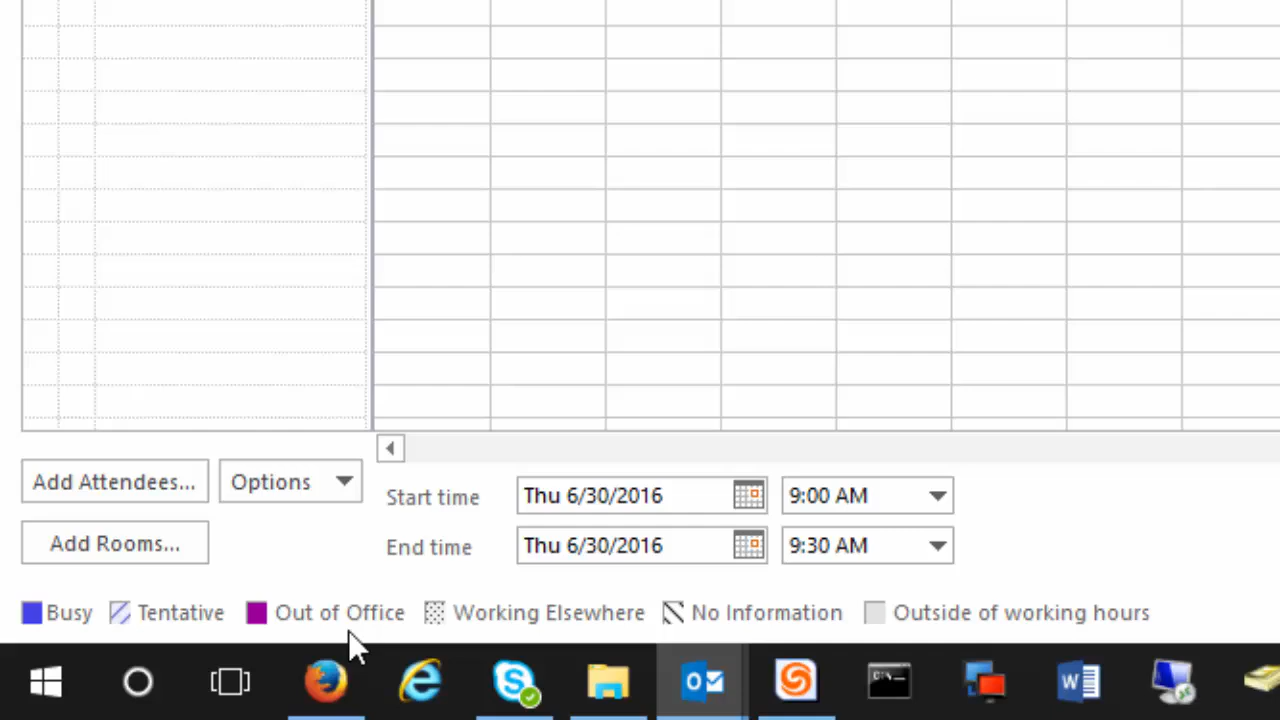 Add Attendees...
Options
Add Rooms...
Start time
Thu 6/30/2016
9:00 AM
End time
Thu 6/30/2016
9:30 AM
Busy
Tentative
Out of Office
Working Elsewhere
No Information
Outside of working hours